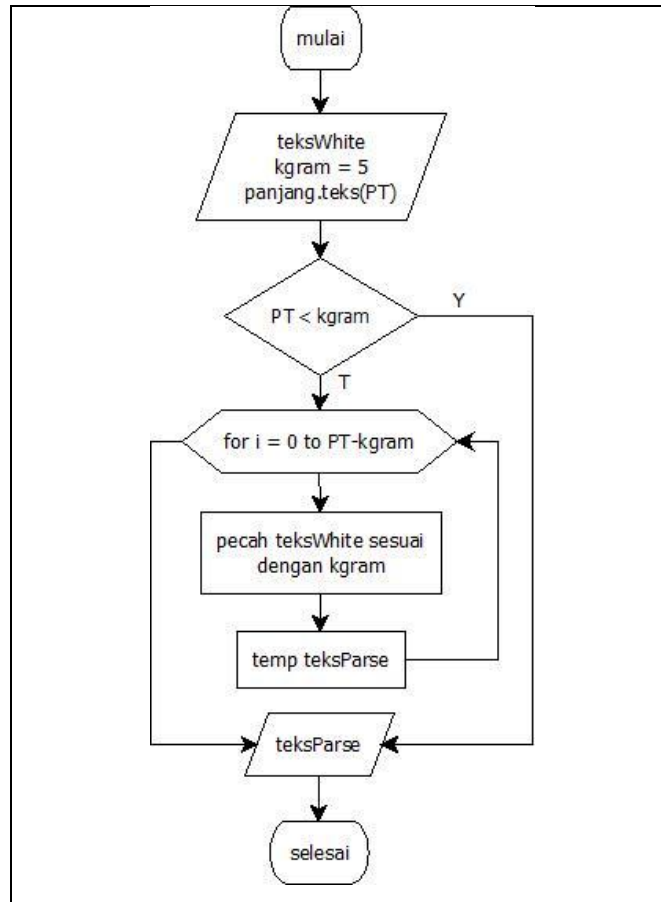 mulai
teksWhite
kgram = 5
panjang.teks(PT)
PT < kgram
Y
T
for i = 0 to PT-kgram
pecah teksWhite sesuai
dengan kgram
temp teksParse
teksParse
selesai